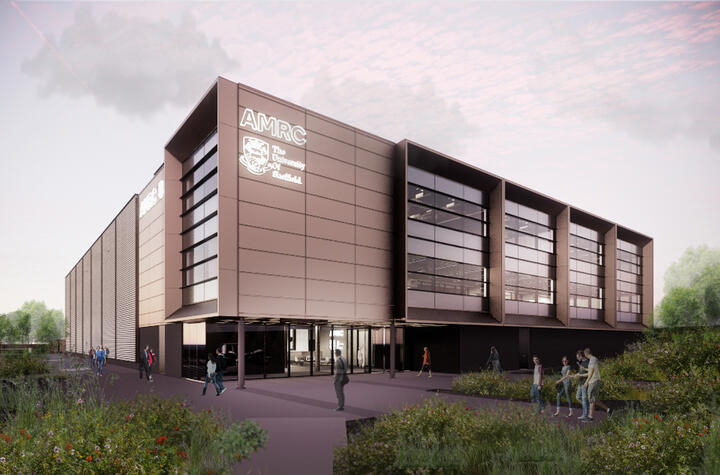 AMRC
The
University
Of
Sheffield.